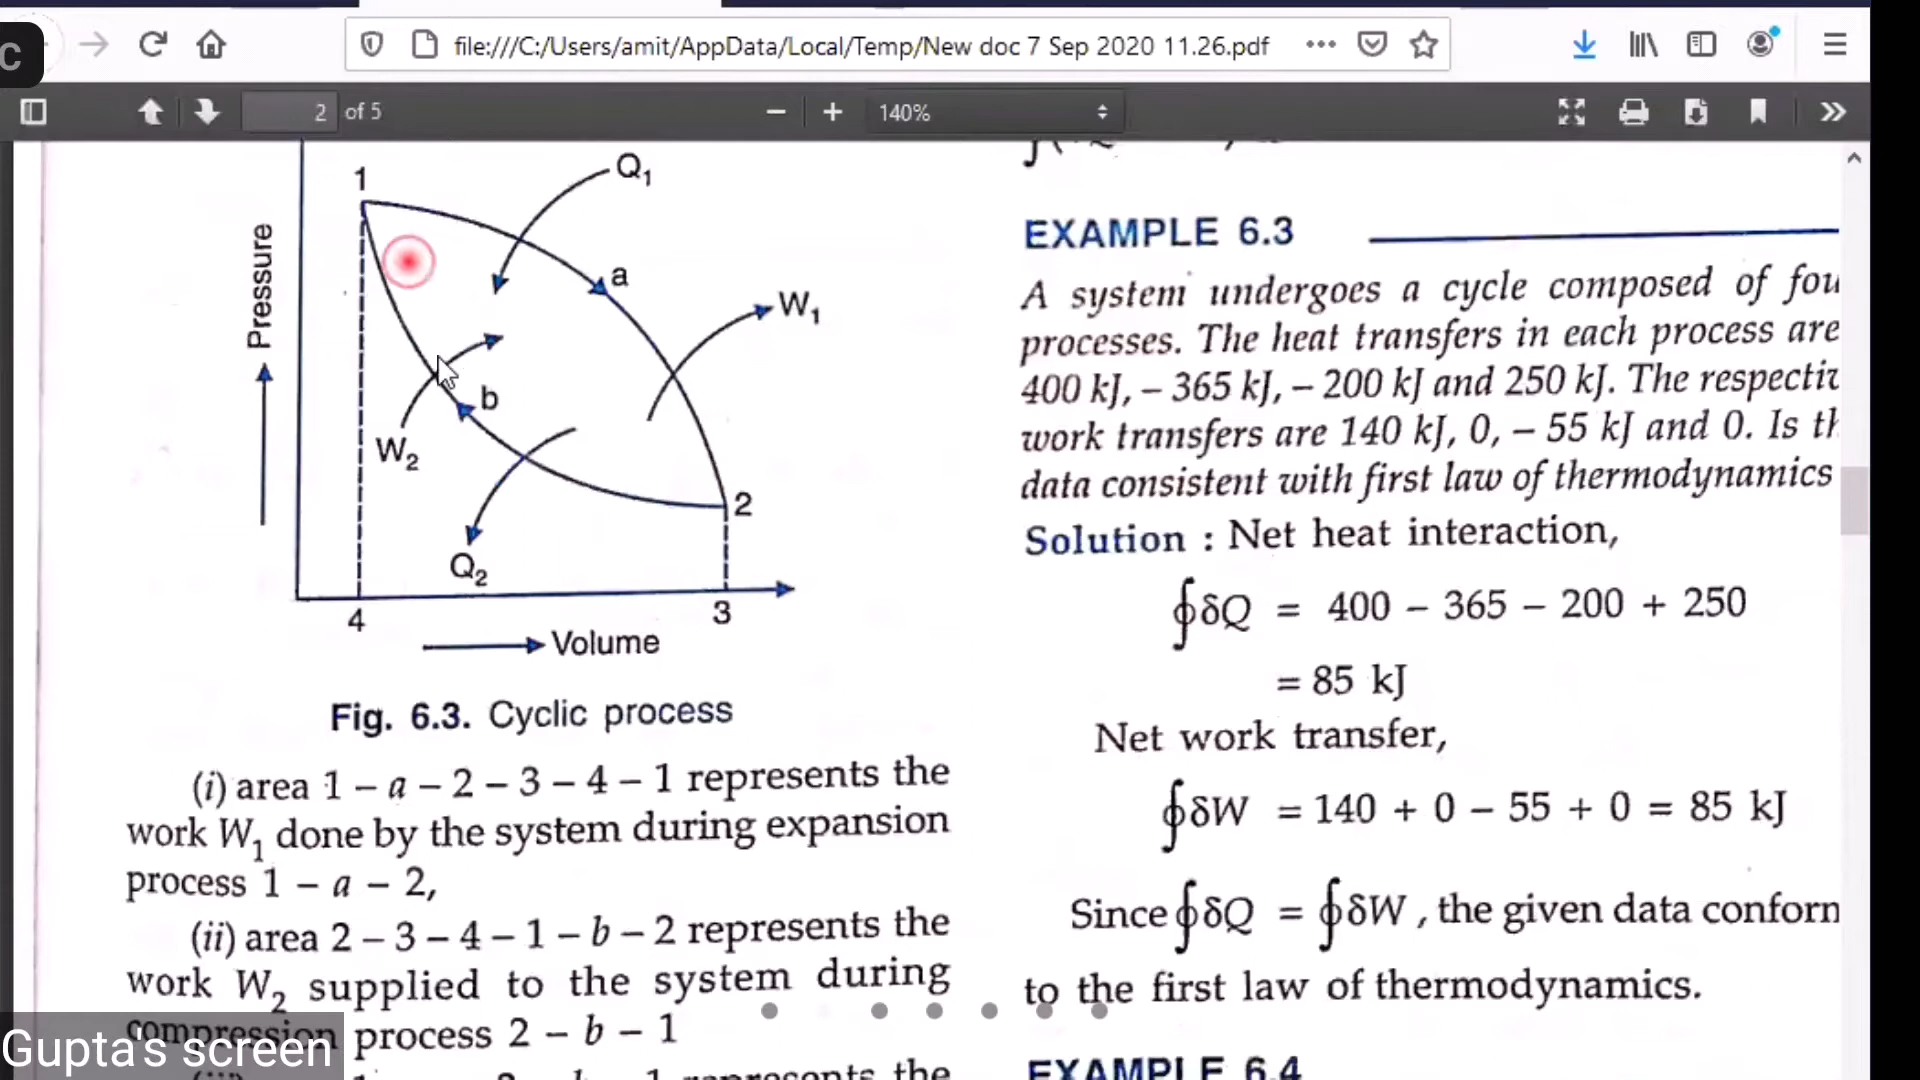 C
file:///C:/Users/amit/AppData/Local/Temp/New doc 7 Sep 2020 11.26.pdf
2 of 5
140%
1
Q1
a
W1
Pressure
b
W2
2
Q2
4
3
Volume
Fig. 6.3. Cyclic process
(i) area 1 – a – 2 – 3 – 4 – 1 represents the
work W1 done by the system during expansion
process 1 – a – 2,
(ii) area 2 – 3 – 4 – 1 – b – 2 represents the
work W2 supplied to the system during
compression process 2 – b – 1
represents the
EXAMPLE 6.3
A system undergoes a cycle composed of fou
processes. The heat transfers in each process are
400 kJ, – 365 kJ, – 200 kJ and 250 kJ. The respectiv
work transfers are 140 kJ, 0, – 55 kJ and 0. Is th
data consistent with first law of thermodynamics
Solution : Net heat interaction,
∮δQ = 400 – 365 – 200 + 250
= 85 kJ
Net work transfer,
∮δW = 140 + 0 – 55 + 0 = 85 kJ
Since ∮δQ = ∮δW , the given data conform
to the first law of thermodynamics.
EXAMPLE 6.4
Gupta's screen